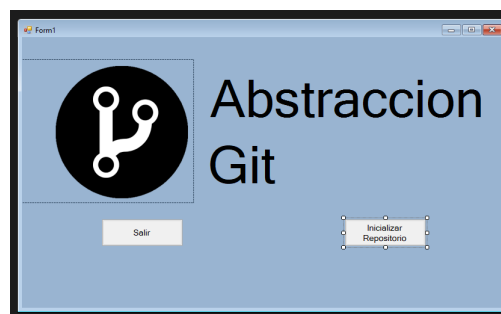 Form1
Abstraccion
Git
Salir
Inicializar
Repositorio